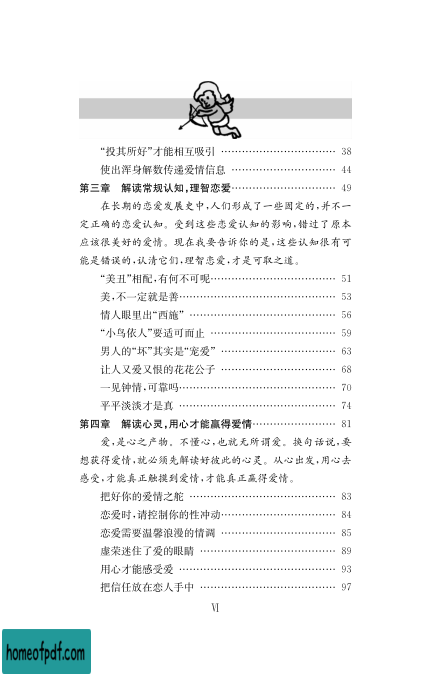 “投其所好”才能相互吸引 …………………………… 38
使出浑身解数传递爱情信息 ………………………… 44
第三章　解读常规认知,理智恋爱………………………… 49
在长期的恋爱发展史中,人们形成了一些固定的,并不一
定正确的恋爱认知。受到这些恋爱认知的影响,错过了原本
应该很美好的爱情。现在我要告诉你的是,这些认知很有可
能是错误的,认清它们,理智恋爱,才是可取之道。
“美丑”相配,有何不可呢……………………………… 51
美,不一定就是善……………………………………… 53
情人眼里出“西施” …………………………………… 56
“小鸟依人”要适可而止 ……………………………… 59
男人的“坏”其实是“宠爱” …………………………… 63
让人又爱又恨的花花公子 …………………………… 68
一见钟情,可靠吗……………………………………… 70
平平淡淡才是真 ……………………………………… 74
第四章　解读心灵,用心才能赢得爱情…………………… 81
爱,是心之产物。不懂心,也就无所谓爱。换句话说,要
想获得爱情,就必须先解读好彼此的心灵。从心出发,用心去
感受,才能真正触摸到爱情,才能真正赢得爱情。
把好你的爱情之舵 …………………………………… 83
恋爱时,请控制你的性冲动…………………………… 84
恋爱需要温馨浪漫的情调 …………………………… 85
虚荣迷住了爱的眼睛 ………………………………… 89
用心才能感受爱 ……………………………………… 93
把信任放在恋人手中 ………………………………… 97
Ⅵ
homeofpdf.com